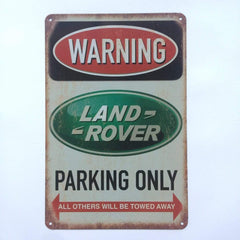 WARNING
LAND-
-ROVER
PARKING ONLY
ALL OTHERS WILL BE TOWED AWAY